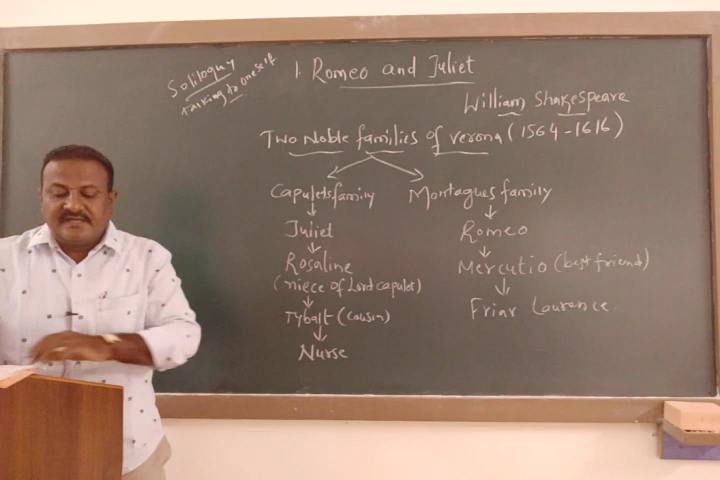 Soliloquy
talking to oneself
1. Romeo and Juliet
William Shakespeare
Two Noble families of Verona (1564-1616)
Capulets family
Montagues family
Juliet
Romeo
Rosaline
(niece of Lord Capulet)
Mercutio (best friend)
Tybalt (cousin)
Friar Laurence
Nurse